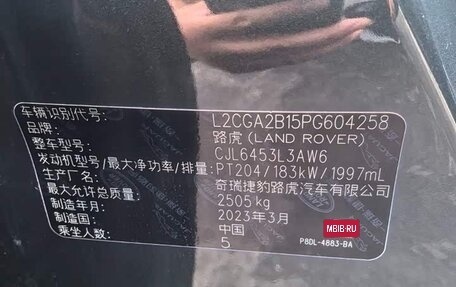 车辆识别代号: L2CGA2B15PG604258
品牌: 路虎(LAND ROVER)
整车型号: CJL6453L3AW6
发动机型号/最大净功率/排量: PT204/183kW/1997mL
生产厂名: 奇瑞捷豹路虎汽车有限公司
最大允许总质量: 2505kg
制造年月: 2023年3月
制造国: 中国
乘坐人数: 5
P8DL-4883-BA
MBIB·RU